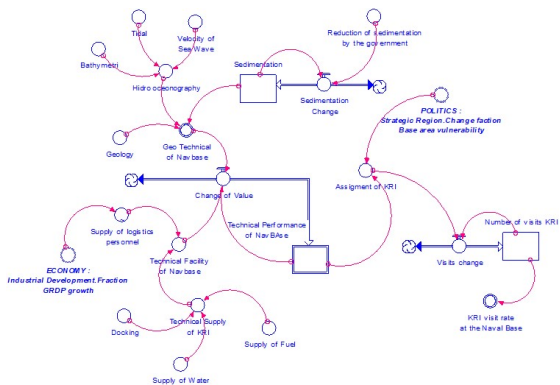 Tidal
Velocity of
Sea Wave
Reduction of sedimentation
by the government
Bathymetri
Sedimentation
Hidro oceonography
Sedimentation
Change
POLITICS :
Strategic Region.Change faction
Base area vulnerability
Geology
Geo Technical
of Navbase
Change of Value
Assigment of KRI
Supply of logistics
personnel
Technical Performance
of NavBAse
Number of visits KRI
Technical Facility
of Navbase
Visits change
ECONOMY :
Industrial Development.Fraction
GRDP growth
Docking
Technical Supply
of KRI
Supply of Fuel
KRI visit rate
at the Naval Base
Supply of Water